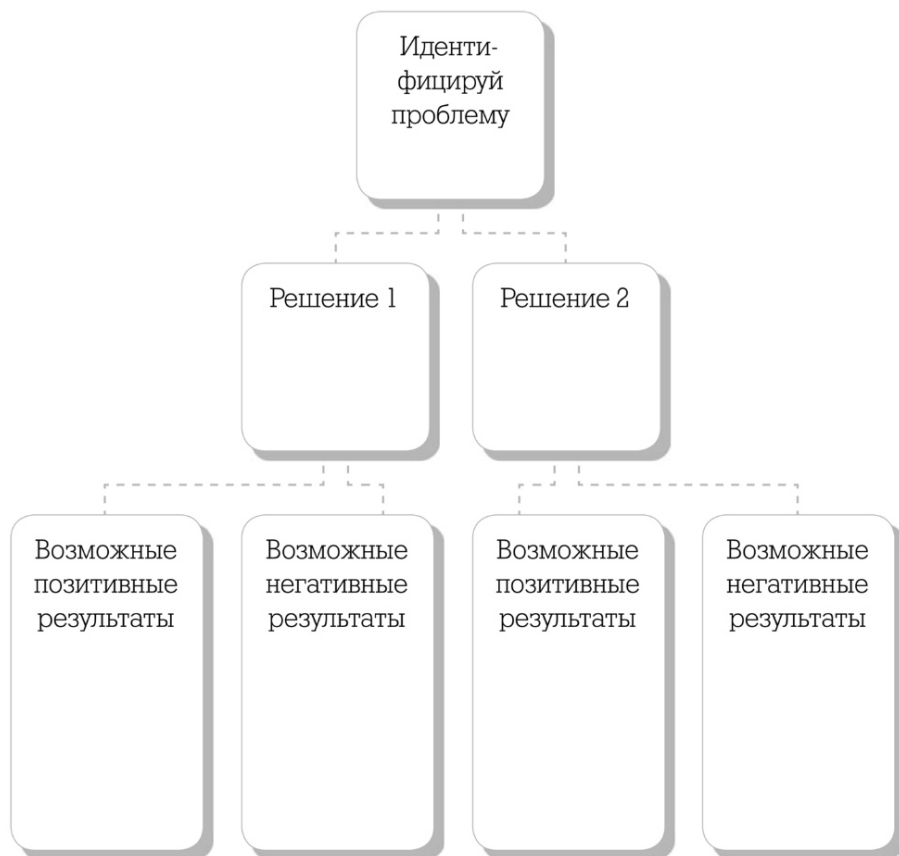 Иденти-
фицируй
проблему
Решение 1
Решение 2
Возможные
позитивные
результаты
Возможные
негативные
результаты
Возможные
позитивные
результаты
Возможные
негативные
результаты